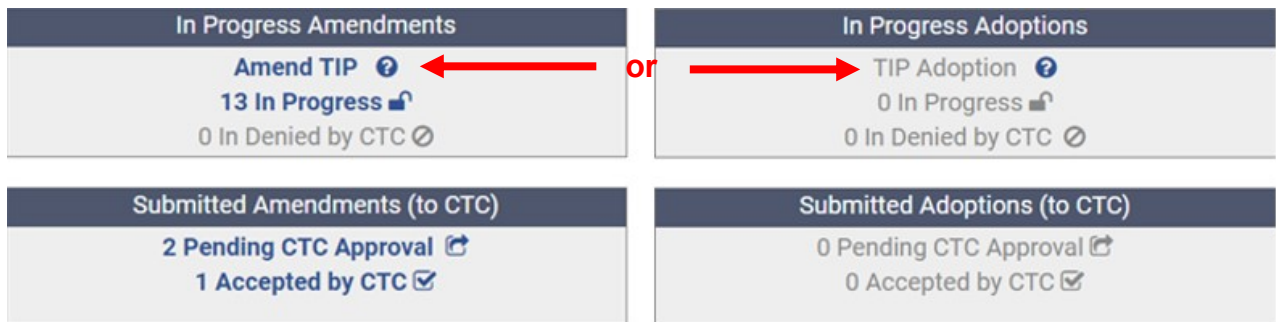 In Progress Amendments
Amend TIP
13 In Progress
0 In Denied by CTC
or
In Progress Adoptions
TIP Adoption
0 In Progress
0 In Denied by CTC
Submitted Amendments (to CTC)
2 Pending CTC Approval
1 Accepted by CTC
Submitted Adoptions (to CTC)
0 Pending CTC Approval
0 Accepted by CTC